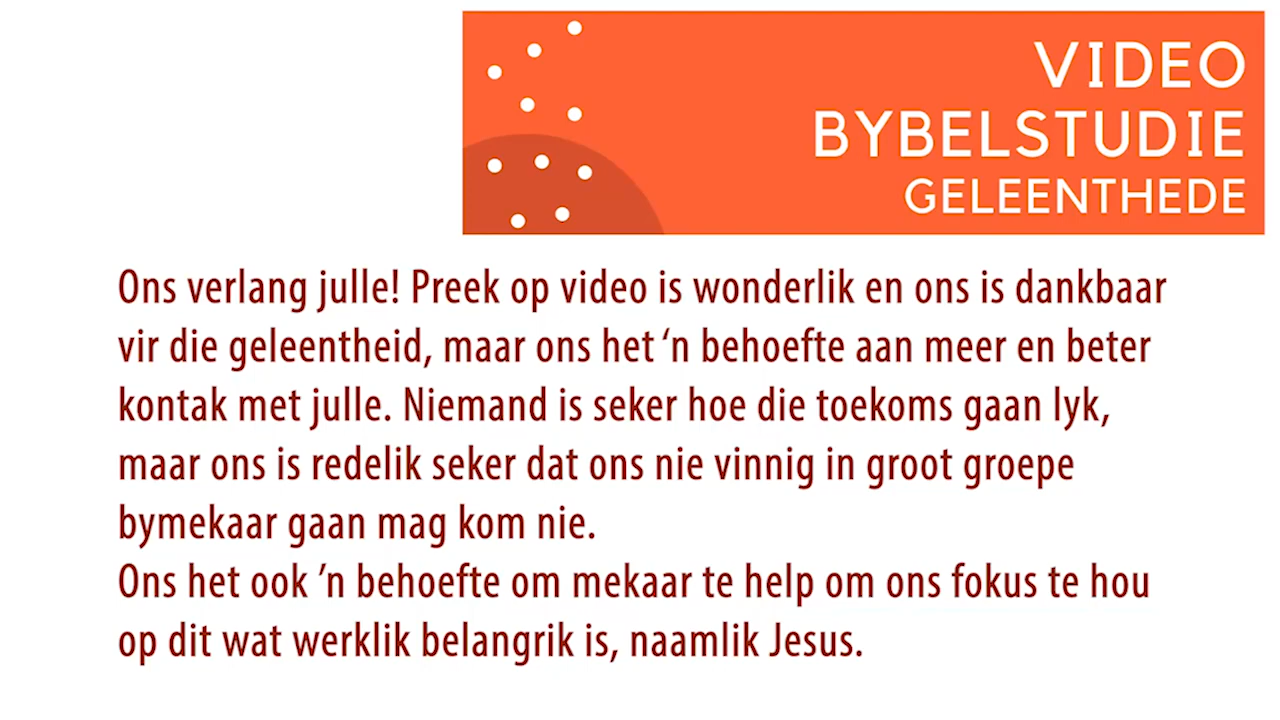 VIDEO
BYBELSTUDIE
GELEENTHEDE
Ons verlang julle! Preek op video is wonderlik en ons is dankbaar
vir die geleentheid, maar ons het ‘n behoefte aan meer en beter
kontak met julle. Niemand is seker hoe die toekoms gaan lyk,
maar ons is redelik seker dat ons nie vinnig in groot groepe
bymekaar gaan mag kom nie.
Ons het ook ’n behoefte om mekaar te help om ons fokus te hou
op dit wat werklik belangrik is, naamlik Jesus.